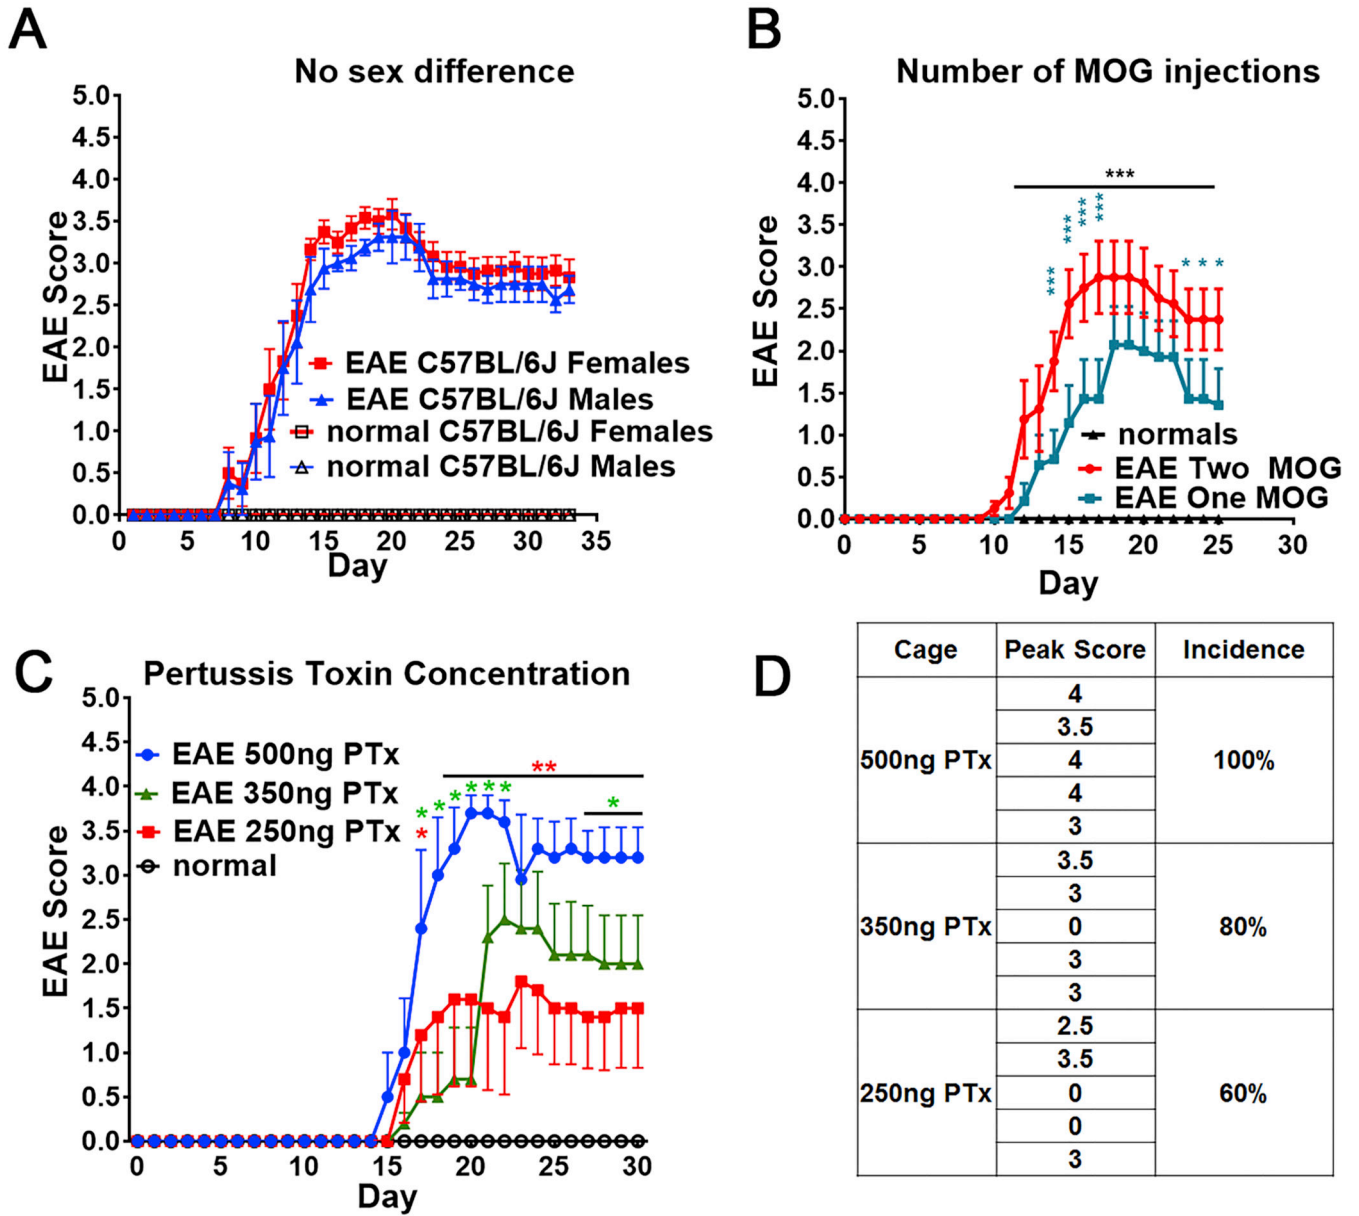 A
No sex difference
5.0
4.5
4.0
3.5
3.0
2.5
2.0
1.5
1.0
0.5
0.0
EAE Score
EAE C57BL/6J Females
EAE C57BL/6J Males
normal C57BL/6J Females
normal C57BL/6J Males
0 5 10 15 20 25 30 35
Day
B
Number of MOG injections
5.0
4.5
4.0
3.5
3.0
2.5
2.0
1.5
1.0
0.5
0.0
EAE Score
***
*** *** *** ***
* * *
normals
EAE Two MOG
EAE One MOG
0 5 10 15 20 25 30
Day
C
Pertussis Toxin Concentration
5.0
4.5
4.0
3.5
3.0
2.5
2.0
1.5
1.0
0.5
0.0
EAE Score
EAE 500ng PTx
EAE 350ng PTx
EAE 250ng PTx
normal
**
* * * * * *
*
*
0 5 10 15 20 25 30
Day
D
Cage Peak Score Incidence
500ng PTx 4 100%
3.5
4
4
3
350ng PTx 3.5 80%
3
0
3
3
250ng PTx 2.5 60%
3.5
0
0
3